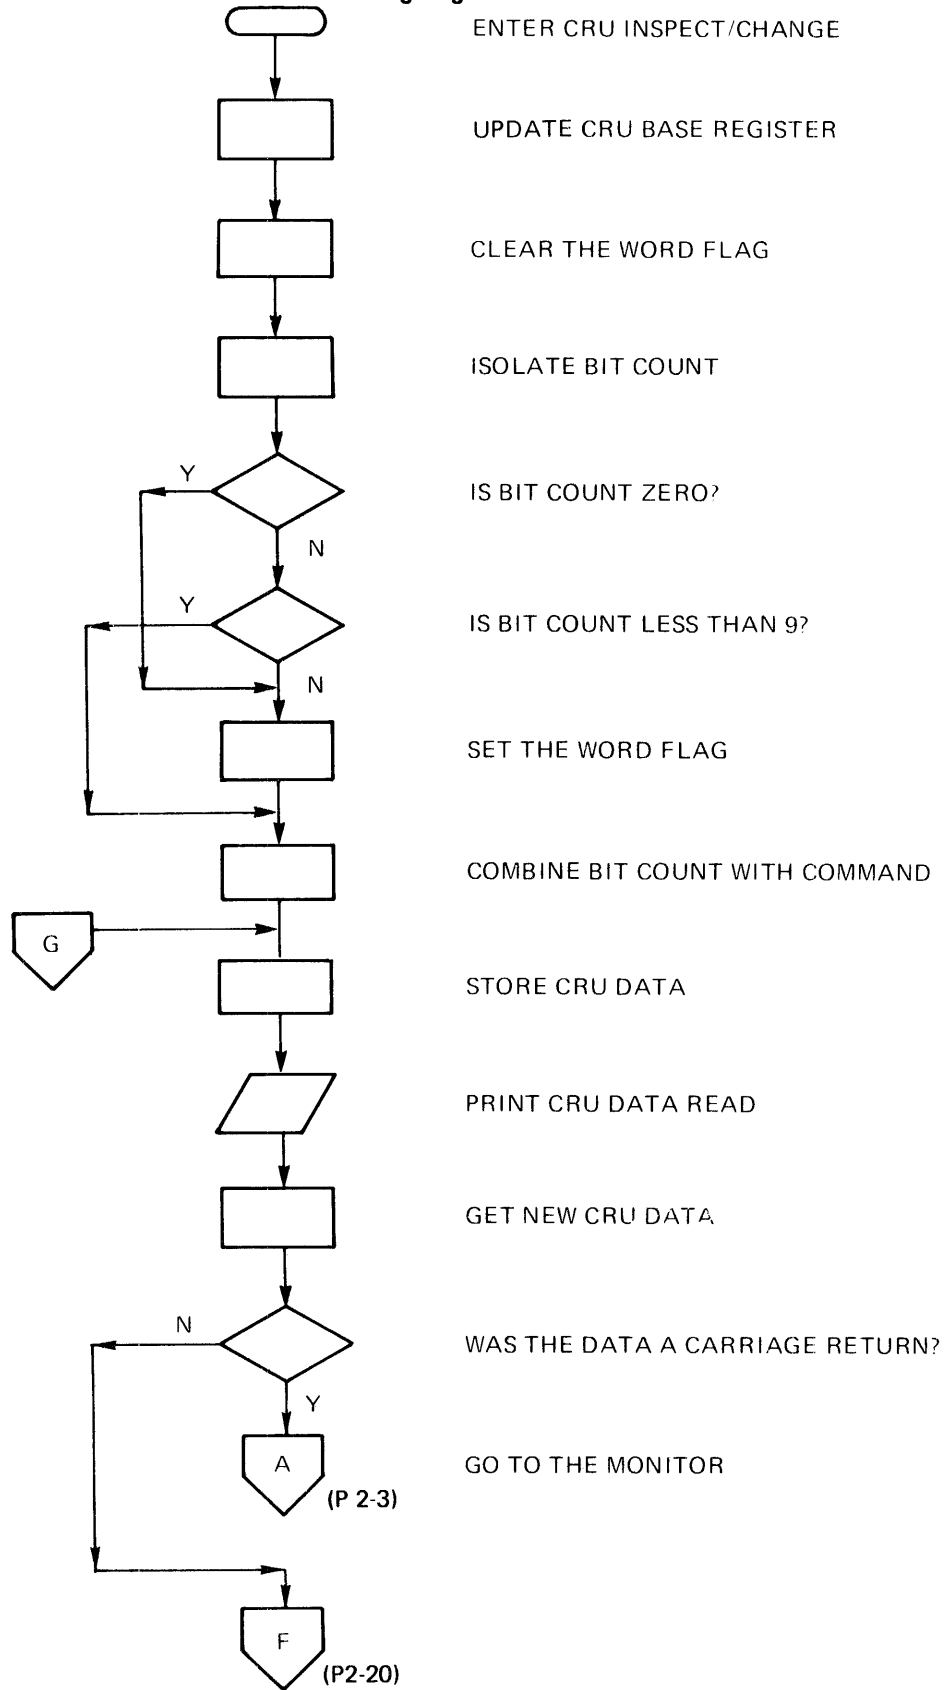 ENTER CRU INSPECT/CHANGE
UPDATE CRU BASE REGISTER
CLEAR THE WORD FLAG
ISOLATE BIT COUNT
Y
IS BIT COUNT ZERO?
N
Y
IS BIT COUNT LESS THAN 9?
N
SET THE WORD FLAG
COMBINE BIT COUNT WITH COMMAND
G
STORE CRU DATA
PRINT CRU DATA READ
GET NEW CRU DATA
N
WAS THE DATA A CARRIAGE RETURN?
Y
A
GO TO THE MONITOR
(P 2-3)
F
(P2-20)